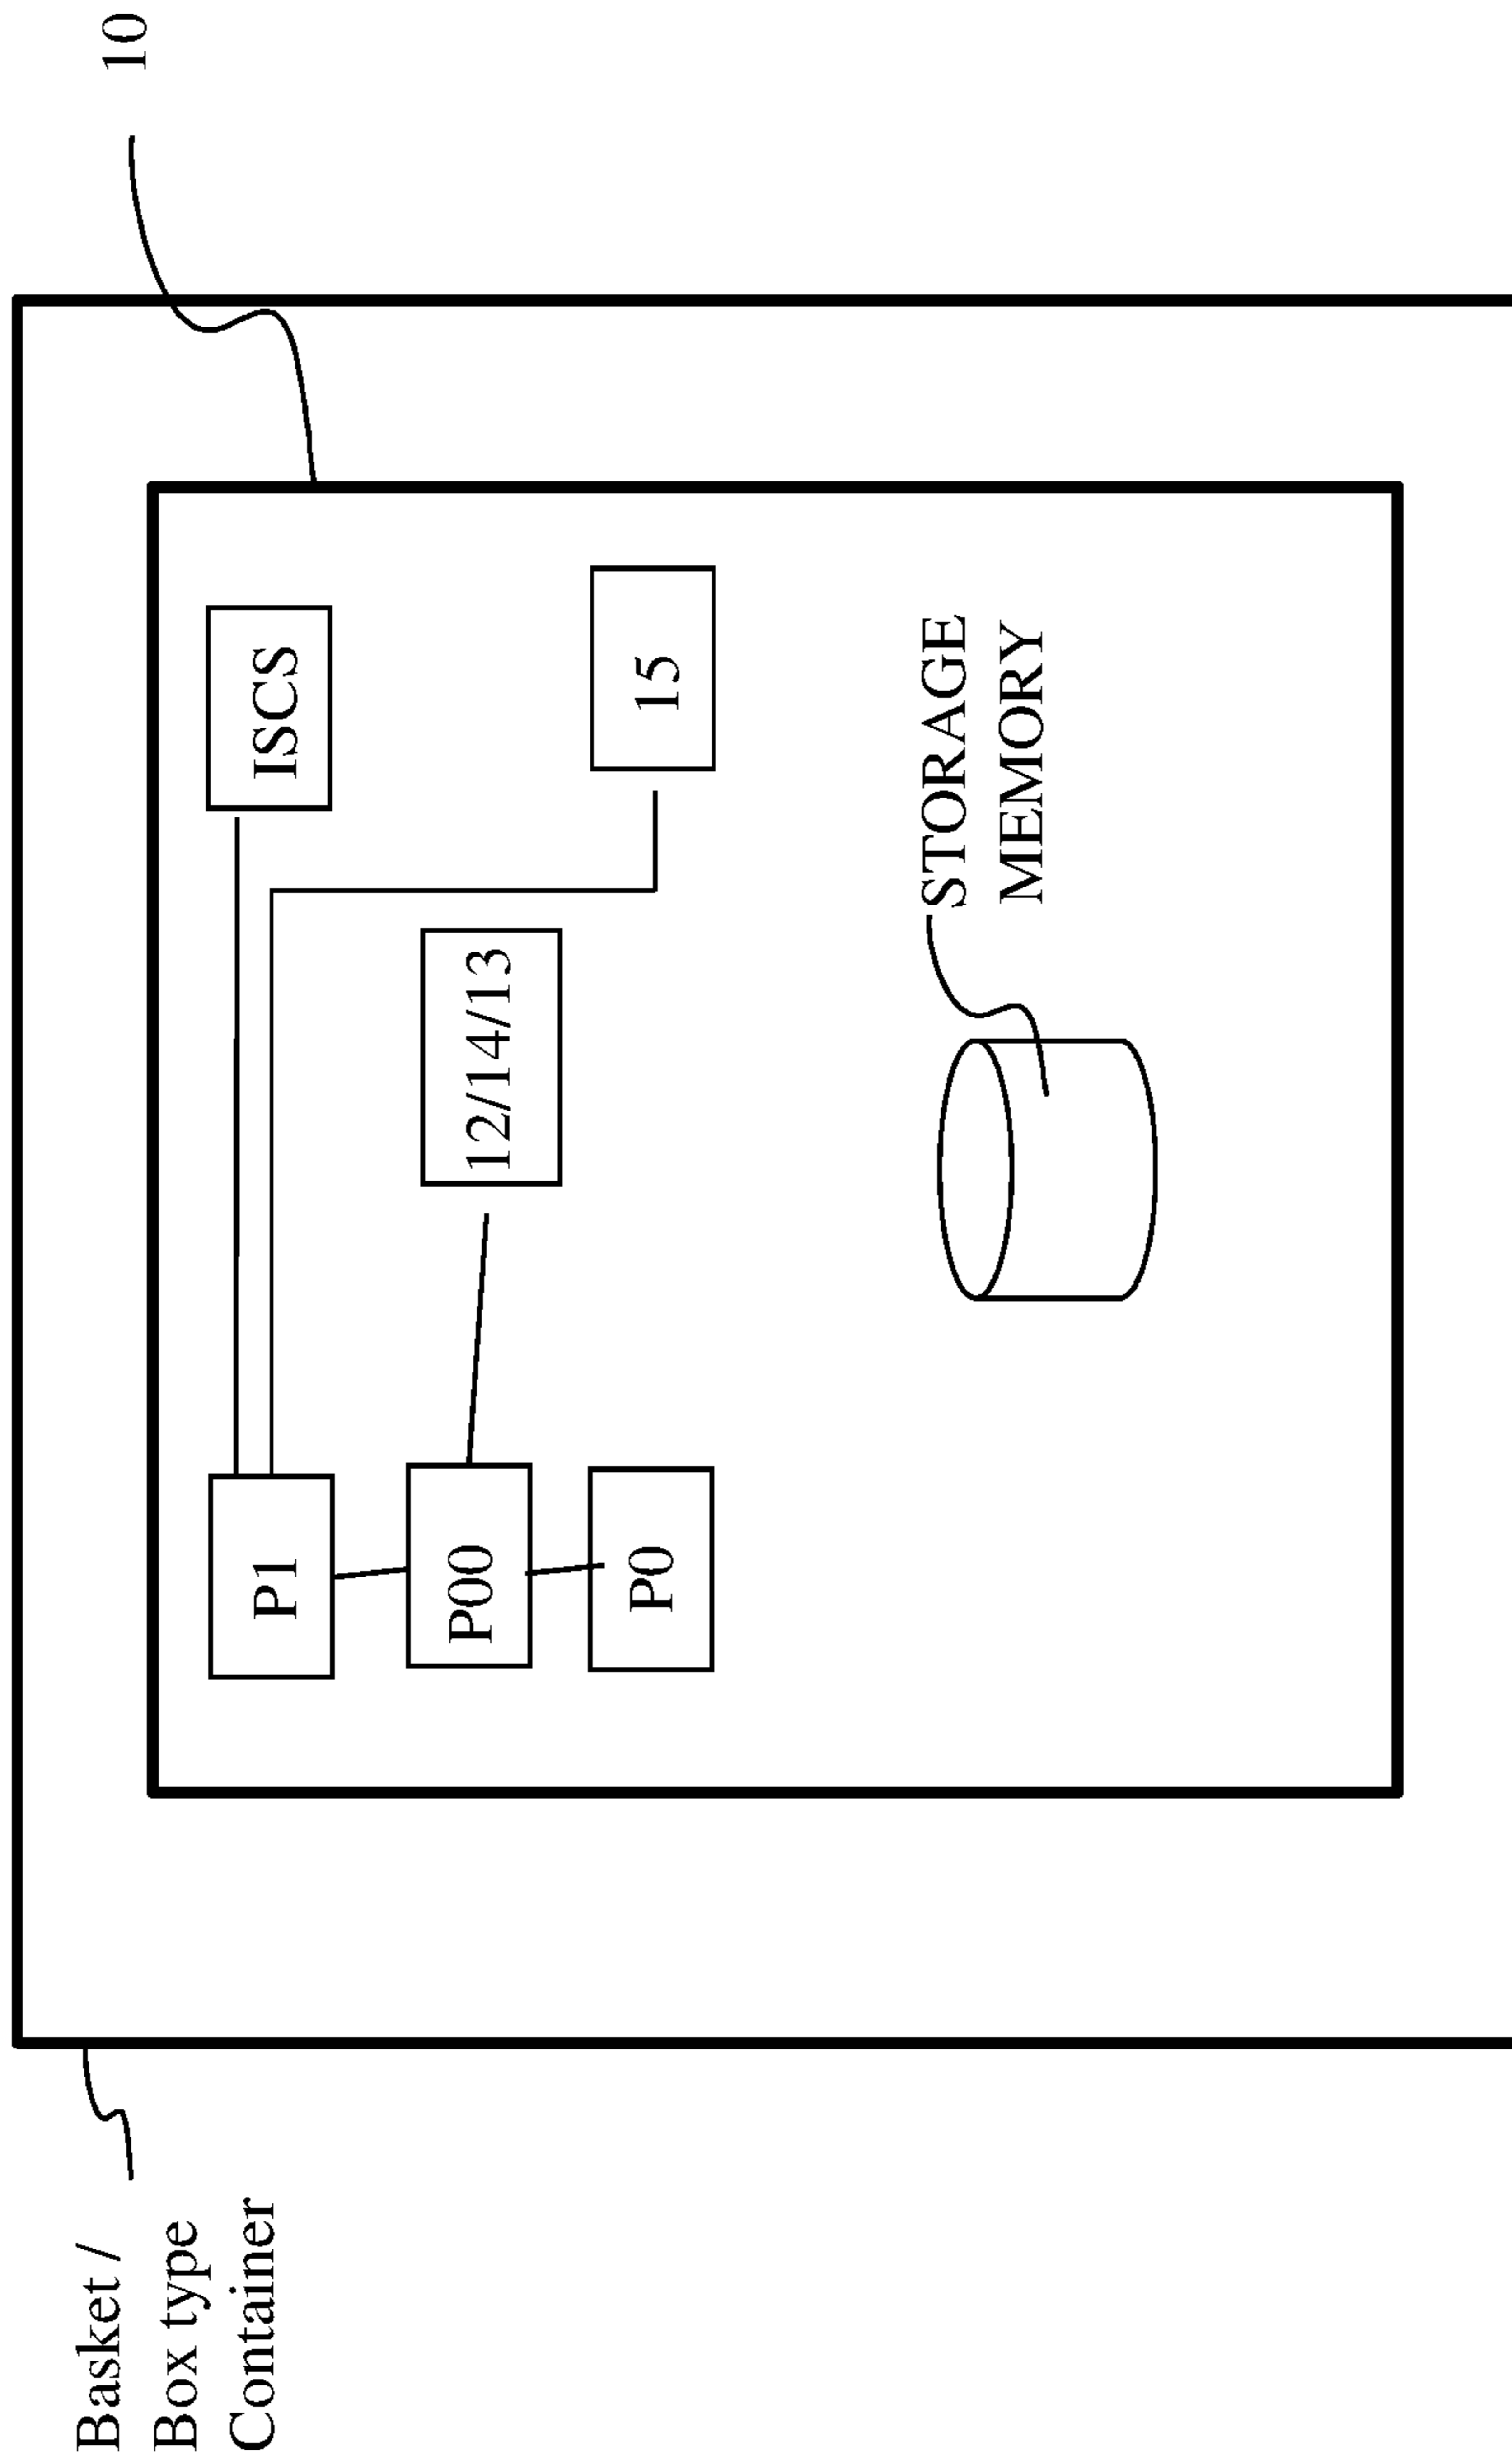 10
Basket /
Box type
Container
P1
ISCS
P00
12/14/13
P0
15
STORAGE
MEMORY